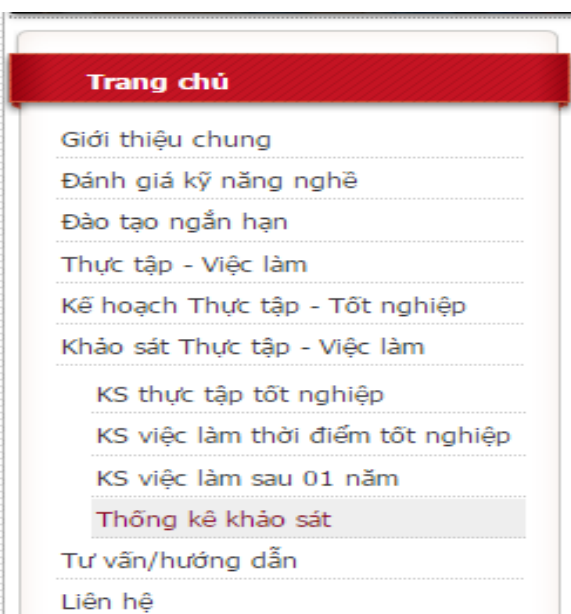 Trang chủ
Giới thiệu chung
Đánh giá kỹ năng nghề
Đào tạo ngắn hạn
Thực tập - Việc làm
Kế hoạch Thực tập - Tốt nghiệp
Khảo sát Thực tập - Việc làm
KS thực tập tốt nghiệp
KS việc làm thời điểm tốt nghiệp
KS việc làm sau 01 năm
Thống kê khảo sát
Tư vấn/hướng dẫn
Liên hệ